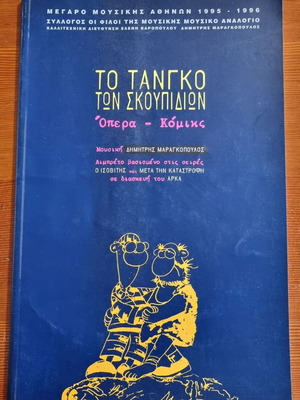 ΜΕΓΑΡΟ ΜΟΥΣΙΚΗΣ ΑΘΗΝΩΝ 1995 - 1996
ΣΥΛΛΟΓΟΣ ΟΙ ΦΙΛΟΙ ΤΗΣ ΜΟΥΣΙΚΗΣ ΜΟΥΣΙΚΟ ΑΝΑΛΟΓΙΟ
ΚΑΛΛΙΤΕΧΝΙΚΗ ΔΙΕΥΘΥΝΣΗ ΕΛΕΝΗ ΒΑΡΟΠΟΥΛΟΥ ΔΗΜΗΤΡΗΣ ΜΑΡΑΓΚΟΠΟΥΛΟΣ
ΤΟ ΤΑΝΓΚΟ
ΤΩΝ ΣΚΟΥΠΙΔΙΩΝ
Όπερα - Κόμικς
Μουσική ΔΗΜΗΤΡΗΣ ΜΑΡΑΓΚΟΠΟΥΛΟΣ
Λιμπρέτο βασισμένο στις σειρές
Ο ΙΣΟΒΙΤΗΣ και ΜΕΤΑ ΤΗΝ ΚΑΤΑΣΤΡΟΦΗ
σε διασκευή του ΑΡΚΑ